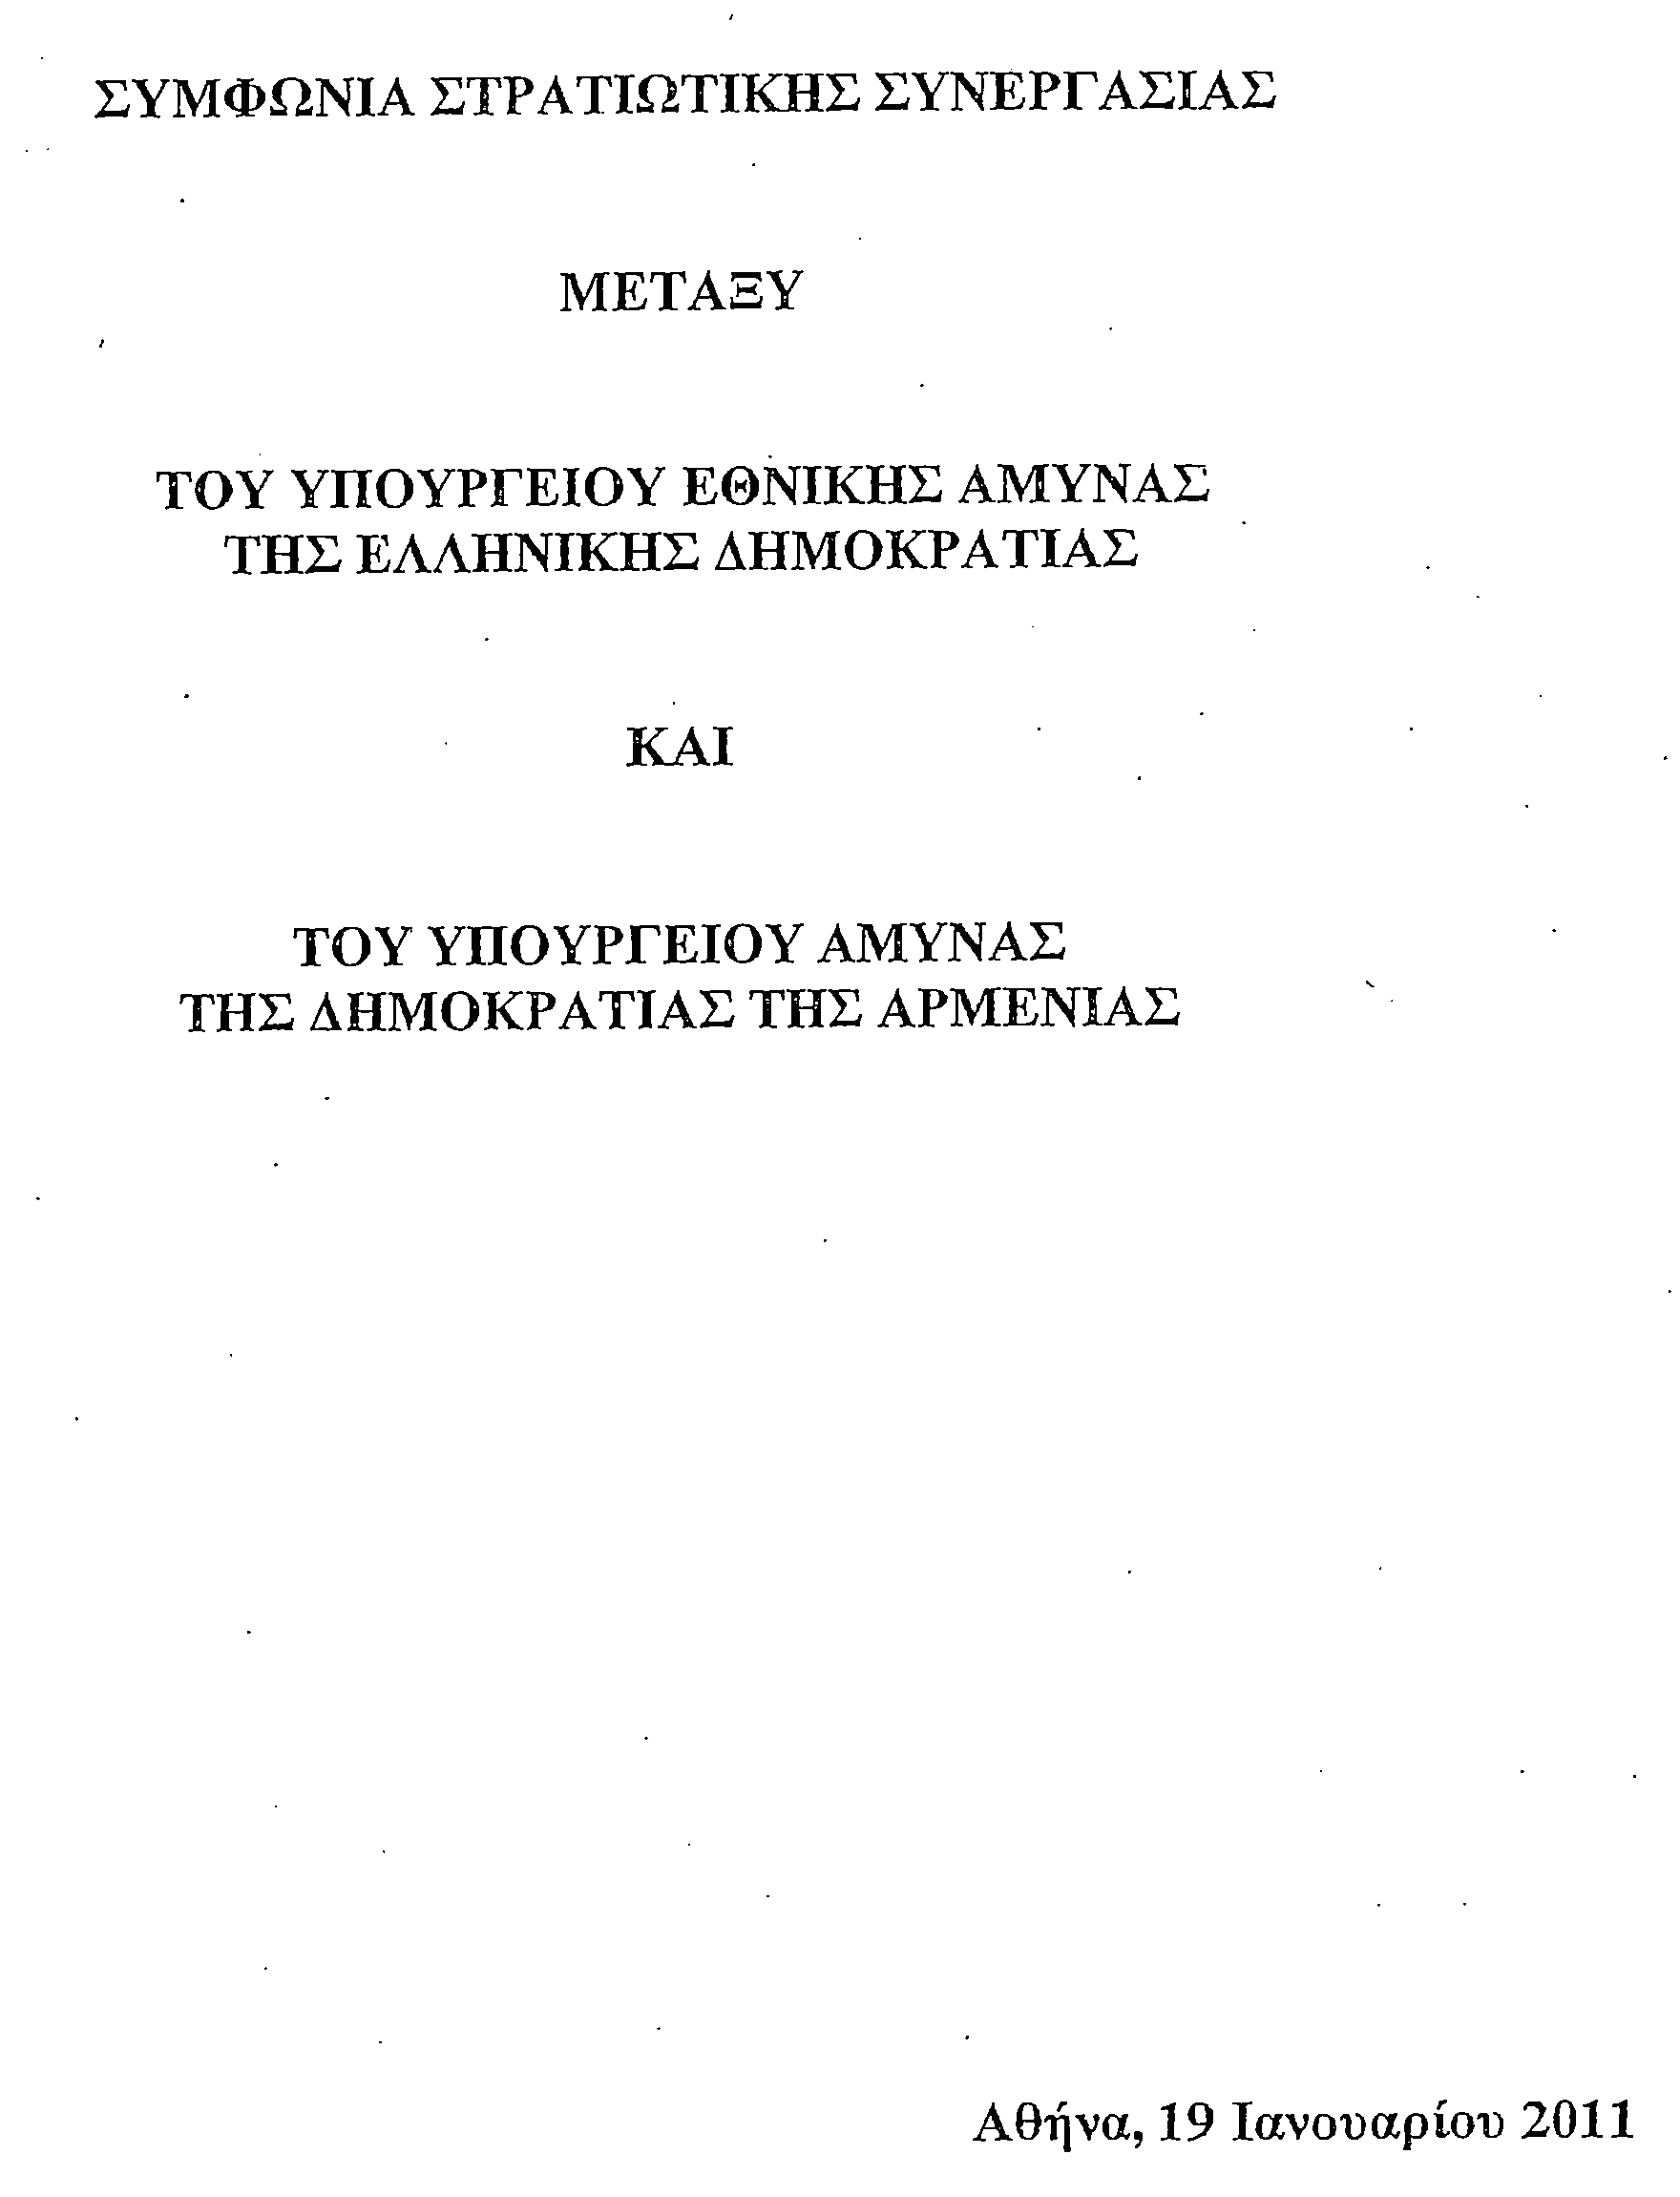 ΣΥΜΦΩΝΙΑ ΣΤΡΑΤΙΩΤΙΚΗΣ ΣΥΝΕΡΓΑΣΙΑΣ
ΜΕΤΑΞΥ
ΤΟΥ ΥΠΟΥΡΓΕΙΟΥ ΕΘΝΙΚΗΣ ΑΜΥΝΑΣ
ΤΗΣ ΕΛΛΗΝΙΚΗΣ ΔΗΜΟΚΡΑΤΙΑΣ
ΚΑΙ
ΤΟΥ ΥΠΟΥΡΓΕΙΟΥ ΑΜΥΝΑΣ
ΤΗΣ ΔΗΜΟΚΡΑΤΙΑΣ ΤΗΣ ΑΡΜΕΝΙΑΣ
Αθήνα, 19 Ιανουαρίου 2011